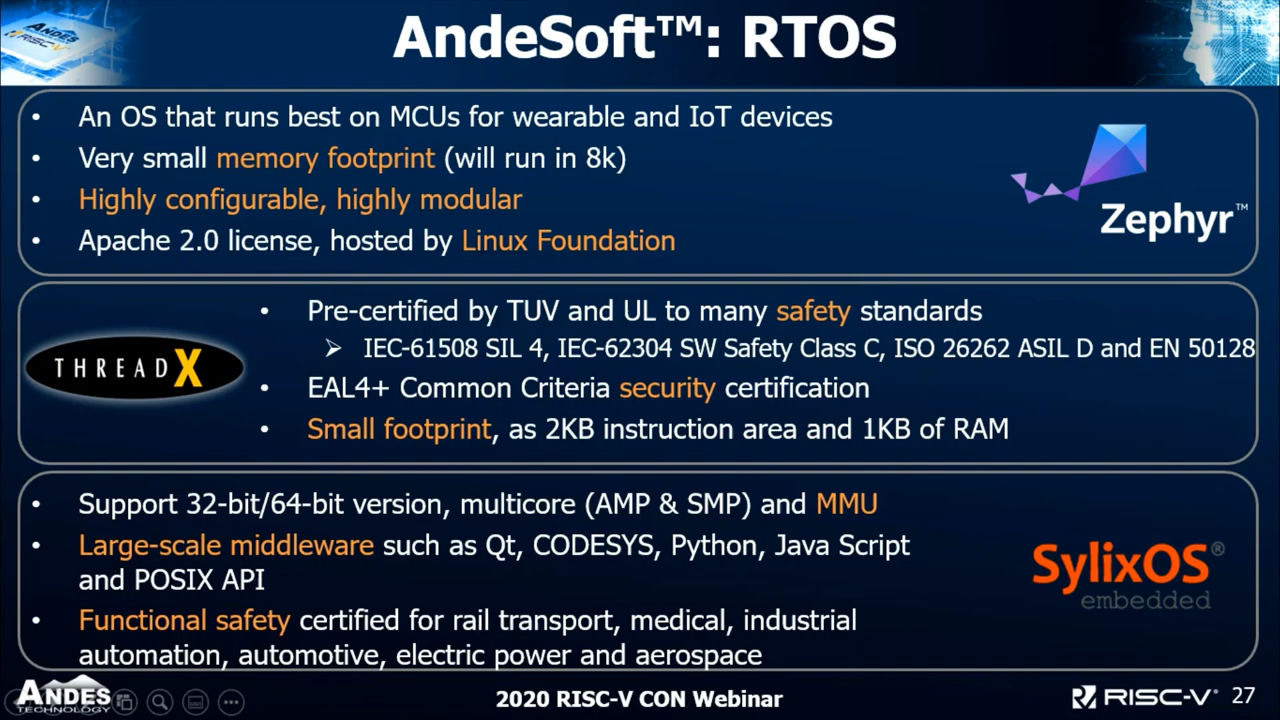 ANDES
RISC-V
AndeSoft™: RTOS
• An OS that runs best on MCUs for wearable and IoT devices
• Very small memory footprint (will run in 8k)
• Highly configurable, highly modular
• Apache 2.0 license, hosted by Linux Foundation
Zephyr™
THREADX
• Pre-certified by TUV and UL to many safety standards
➢ IEC-61508 SIL 4, IEC-62304 SW Safety Class C, ISO 26262 ASIL D and EN 50128
• EAL4+ Common Criteria security certification
• Small footprint, as 2KB instruction area and 1KB of RAM
• Support 32-bit/64-bit version, multicore (AMP & SMP) and MMU
• Large-scale middleware such as Qt, CODESYS, Python, Java Script
and POSIX API
• Functional safety certified for rail transport, medical, industrial
automation, automotive, electric power and aerospace
SylixOS®
embedded
ANDES
TECHNOLOGY
2020 RISC-V CON Webinar
RISC-V®
27